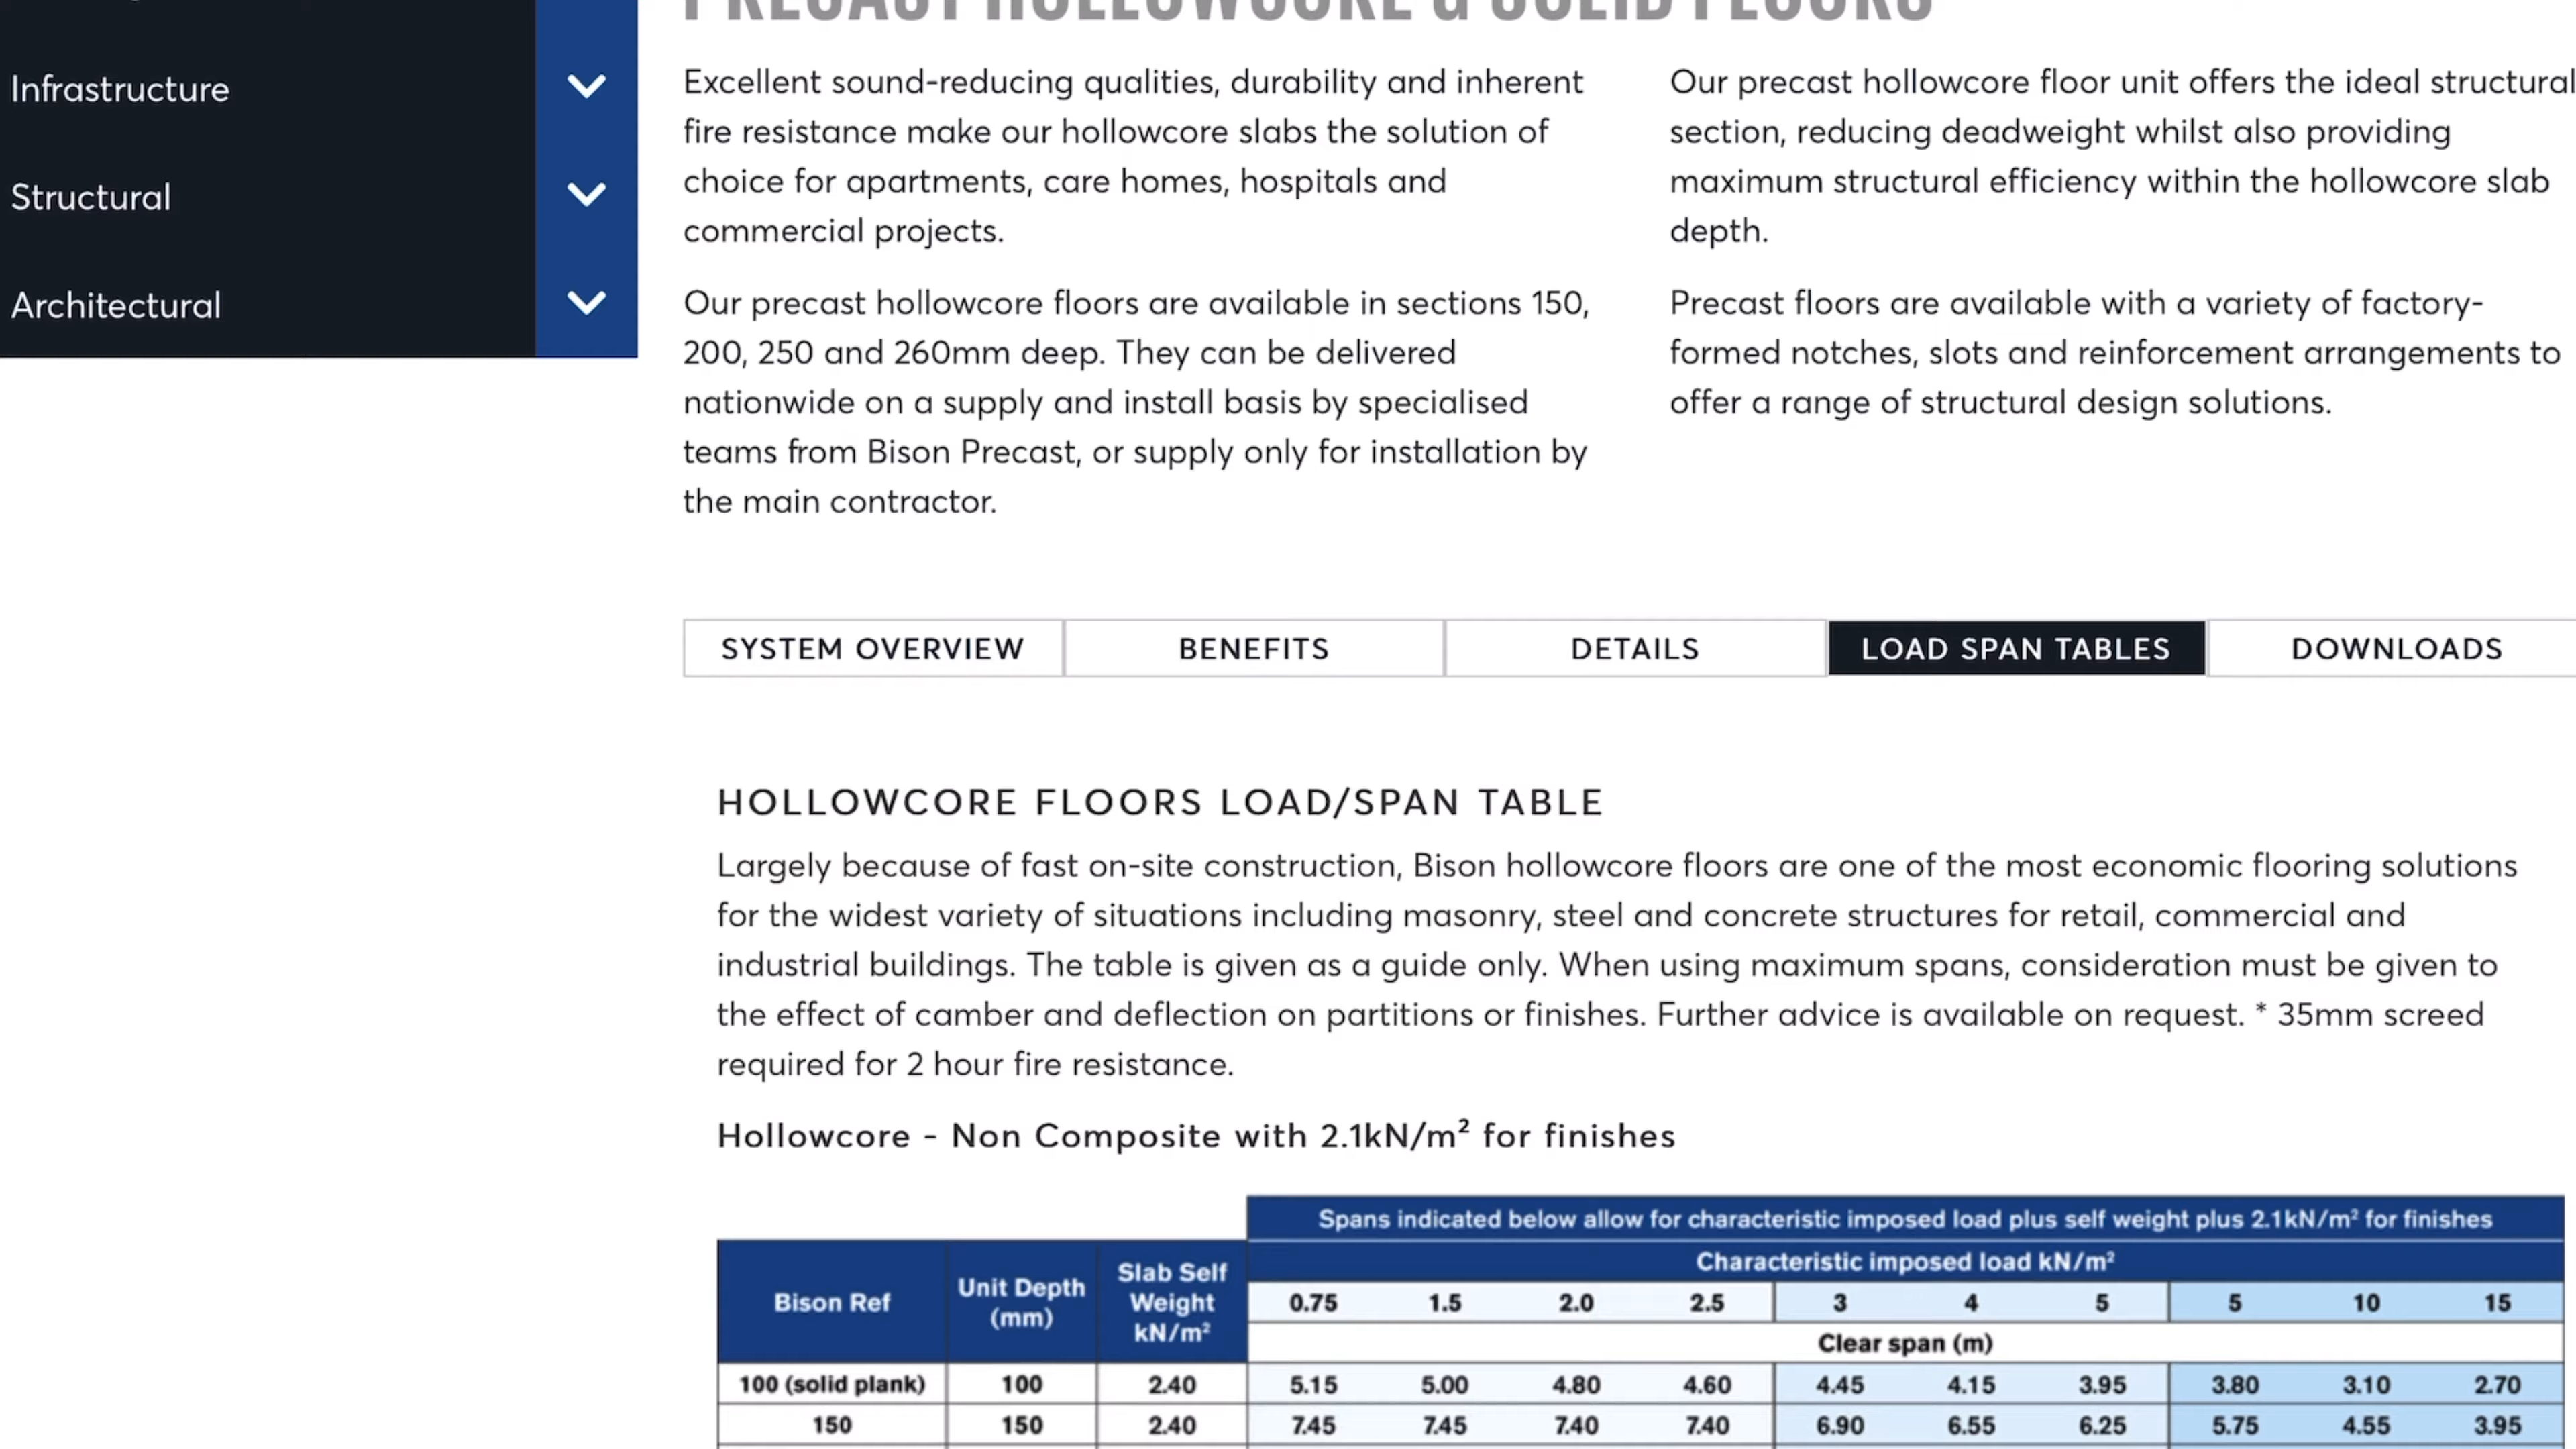 PRECAST HOLLOWCORE & SOLID FLOORS
Infrastructure
Structural
Architectural
Excellent sound-reducing qualities, durability and inherent
fire resistance make our hollowcore slabs the solution of
choice for apartments, care homes, hospitals and
commercial projects.
Our precast hollowcore floors are available in sections 150,
200, 250 and 260mm deep. They can be delivered
nationwide on a supply and install basis by specialised
teams from Bison Precast, or supply only for installation by
the main contractor.
Our precast hollowcore floor unit offers the ideal structural
section, reducing deadweight whilst also providing
maximum structural efficiency within the hollowcore slab
depth.
Precast floors are available with a variety of factory-
formed notches, slots and reinforcement arrangements to
offer a range of structural design solutions.
SYSTEM OVERVIEW BENEFITS DETAILS LOAD SPAN TABLES DOWNLOADS
HOLLOWCORE FLOORS LOAD/SPAN TABLE
Largely because of fast on-site construction, Bison hollowcore floors are one of the most economic flooring solutions
for the widest variety of situations including masonry, steel and concrete structures for retail, commercial and
industrial buildings. The table is given as a guide only. When using maximum spans, consideration must be given to
the effect of camber and deflection on partitions or finishes. Further advice is available on request. * 35mm screed
required for 2 hour fire resistance.
Hollowcore - Non Composite with 2.1kN/m² for finishes
Spans indicated below allow for characteristic imposed load plus self weight plus 2.1kN/m² for finishes
Characteristic imposed load kN/m²
Bison Ref
Unit Depth
(mm)
Slab Self
Weight
kN/m²
0.75 1.5 2.0 2.5 3 4 5 5 10 15
Clear span (m)
100 (solid plank) 100 2.40 5.15 5.00 4.80 4.60 4.45 4.15 3.95 3.80 3.10 2.70
150 150 2.40 7.45 7.45 7.40 7.40 6.90 6.55 6.25 5.75 4.55 3.95